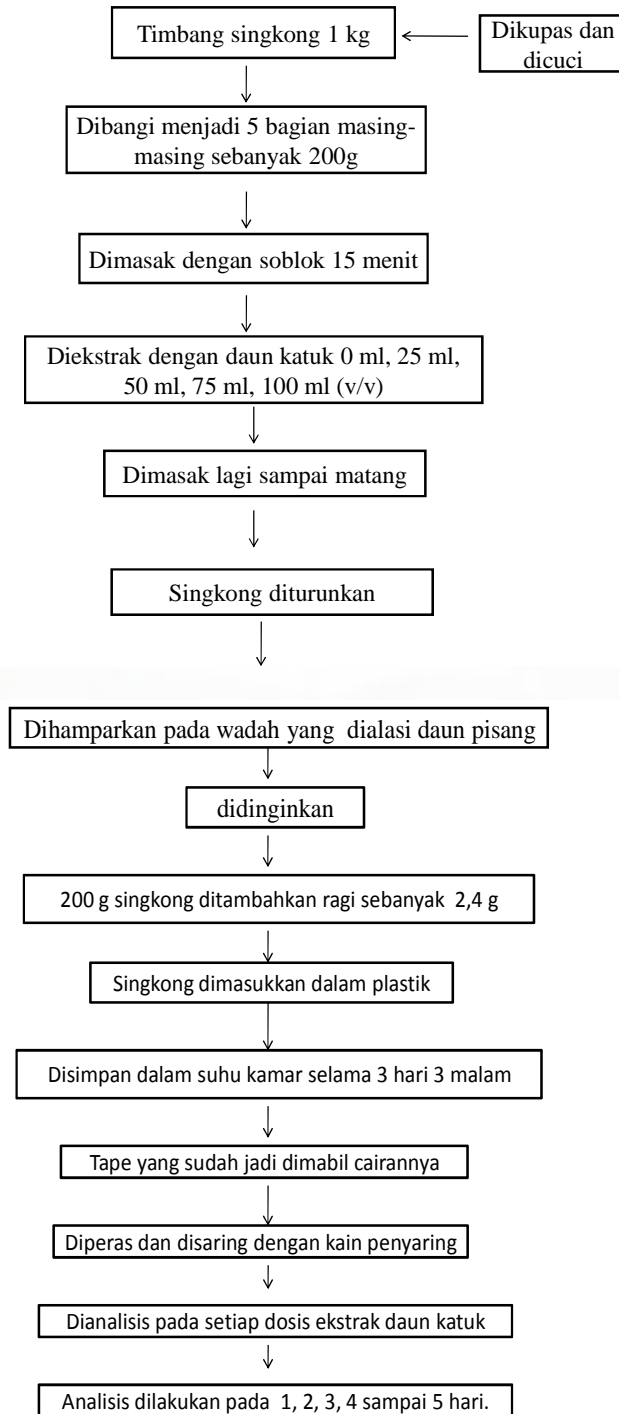 Timbang singkong 1 kg
Dikupas dan
dicuci
Dibangi menjadi 5 bagian masing-
masing sebanyak 200g
Dimasak dengan soblok 15 menit
Diekstrak dengan daun katuk 0 ml, 25 ml,
50 ml, 75 ml, 100 ml (v/v)
Dimasak lagi sampai matang
Singkong diturunkan
Dihamparkan pada wadah yang dialasi daun pisang
didinginkan
200 g singkong ditambahkan ragi sebanyak 2,4 g
Singkong dimasukkan dalam plastik
Disimpan dalam suhu kamar selama 3 hari 3 malam
Tape yang sudah jadi dimabil cairannya
Diperas dan disaring dengan kain penyaring
Dianalisis pada setiap dosis ekstrak daun katuk
Analisis dilakukan pada 1, 2, 3, 4 sampai 5 hari.